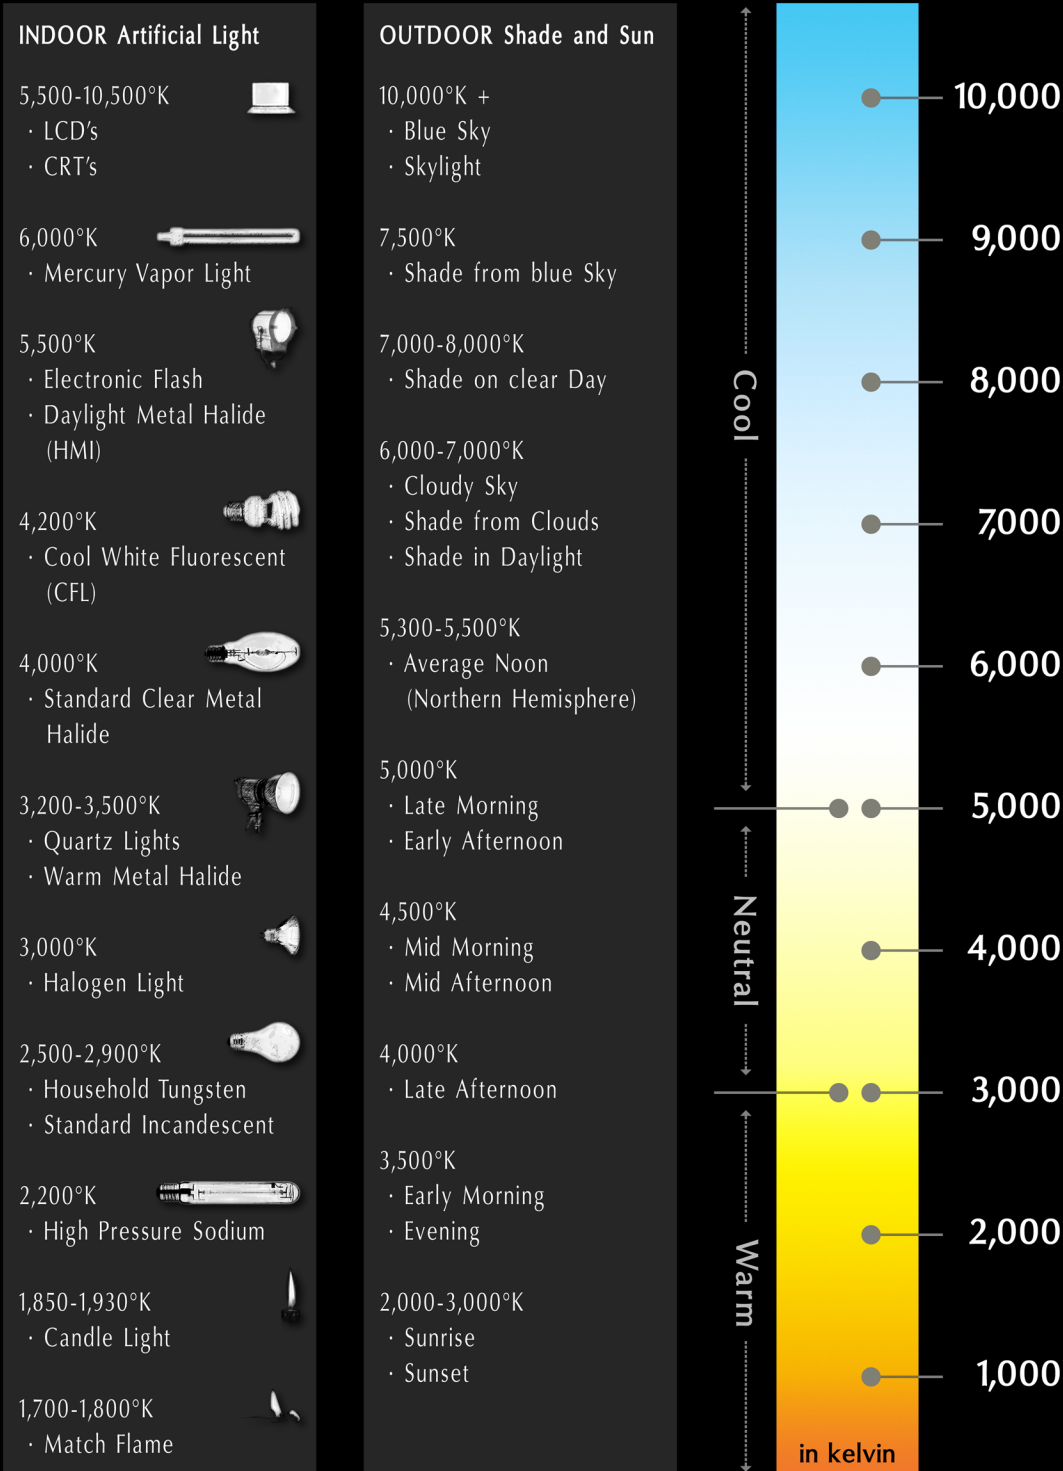 INDOOR Artificial Light
5,500-10,500°K
· LCD's
· CRT's
6,000°K
· Mercury Vapor Light
5,500°K
· Electronic Flash
· Daylight Metal Halide
(HMI)
4,200°K
· Cool White Fluorescent
(CFL)
4,000°K
· Standard Clear Metal
Halide
3,200-3,500°K
· Quartz Lights
· Warm Metal Halide
3,000°K
· Halogen Light
2,500-2,900°K
· Household Tungsten
· Standard Incandescent
2,200°K
· High Pressure Sodium
1,850-1,930°K
· Candle Light
1,700-1,800°K
· Match Flame
OUTDOOR Shade and Sun
10,000°K +
· Blue Sky
· Skylight
7,500°K
· Shade from blue Sky
7,000-8,000°K
· Shade on clear Day
6,000-7,000°K
· Cloudy Sky
· Shade from Clouds
· Shade in Daylight
5,300-5,500°K
· Average Noon
(Northern Hemisphere)
5,000°K
· Late Morning
· Early Afternoon
4,500°K
· Mid Morning
· Mid Afternoon
4,000°K
· Late Afternoon
3,500°K
· Early Morning
· Evening
2,000-3,000°K
· Sunrise
· Sunset
Cool
Neutral
Warm
10,000
9,000
8,000
7,000
6,000
5,000
4,000
3,000
2,000
1,000
in kelvin